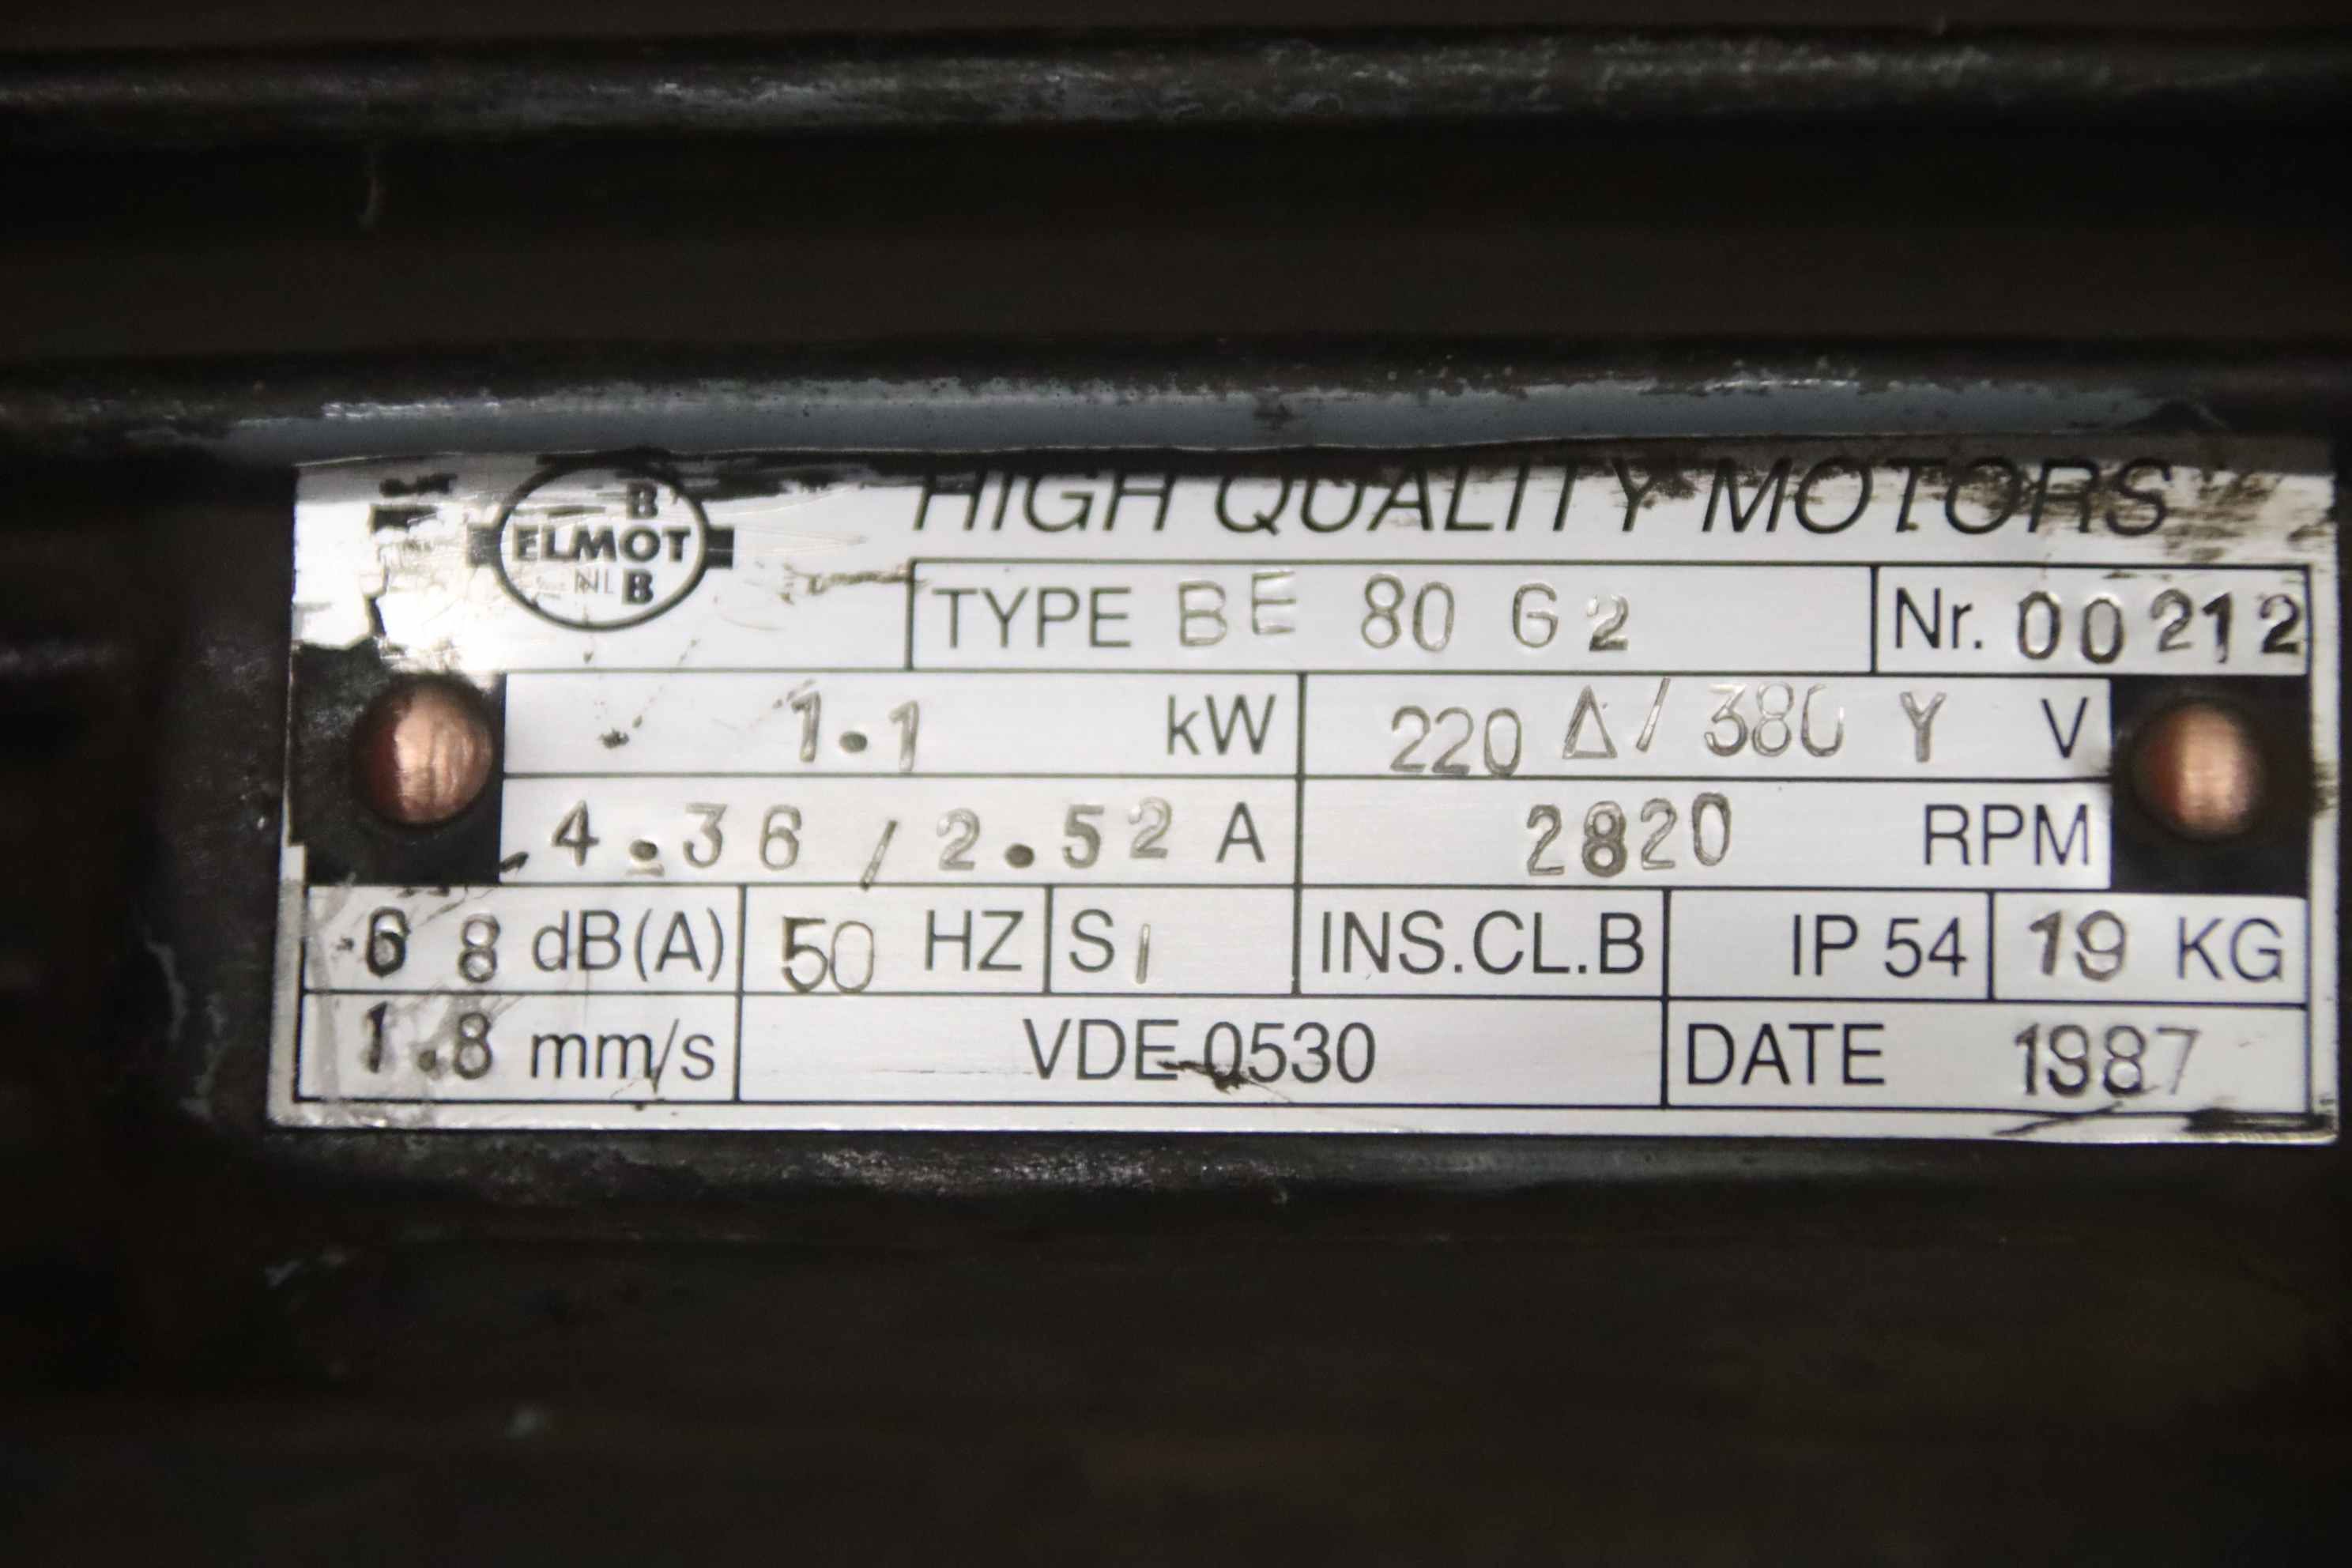 HIGH QUALITY MOTORS
B
ELMOT
NL B
TYPE BE 80 G2 Nr. 00212
1.1 kW 220 Δ / 380 Y V
4.36 / 2.52 A 2820 RPM
68 dB(A) 50 HZ S1 INS.CL.B IP 54 19 KG
1.8 mm/s VDE 0530 DATE 1987